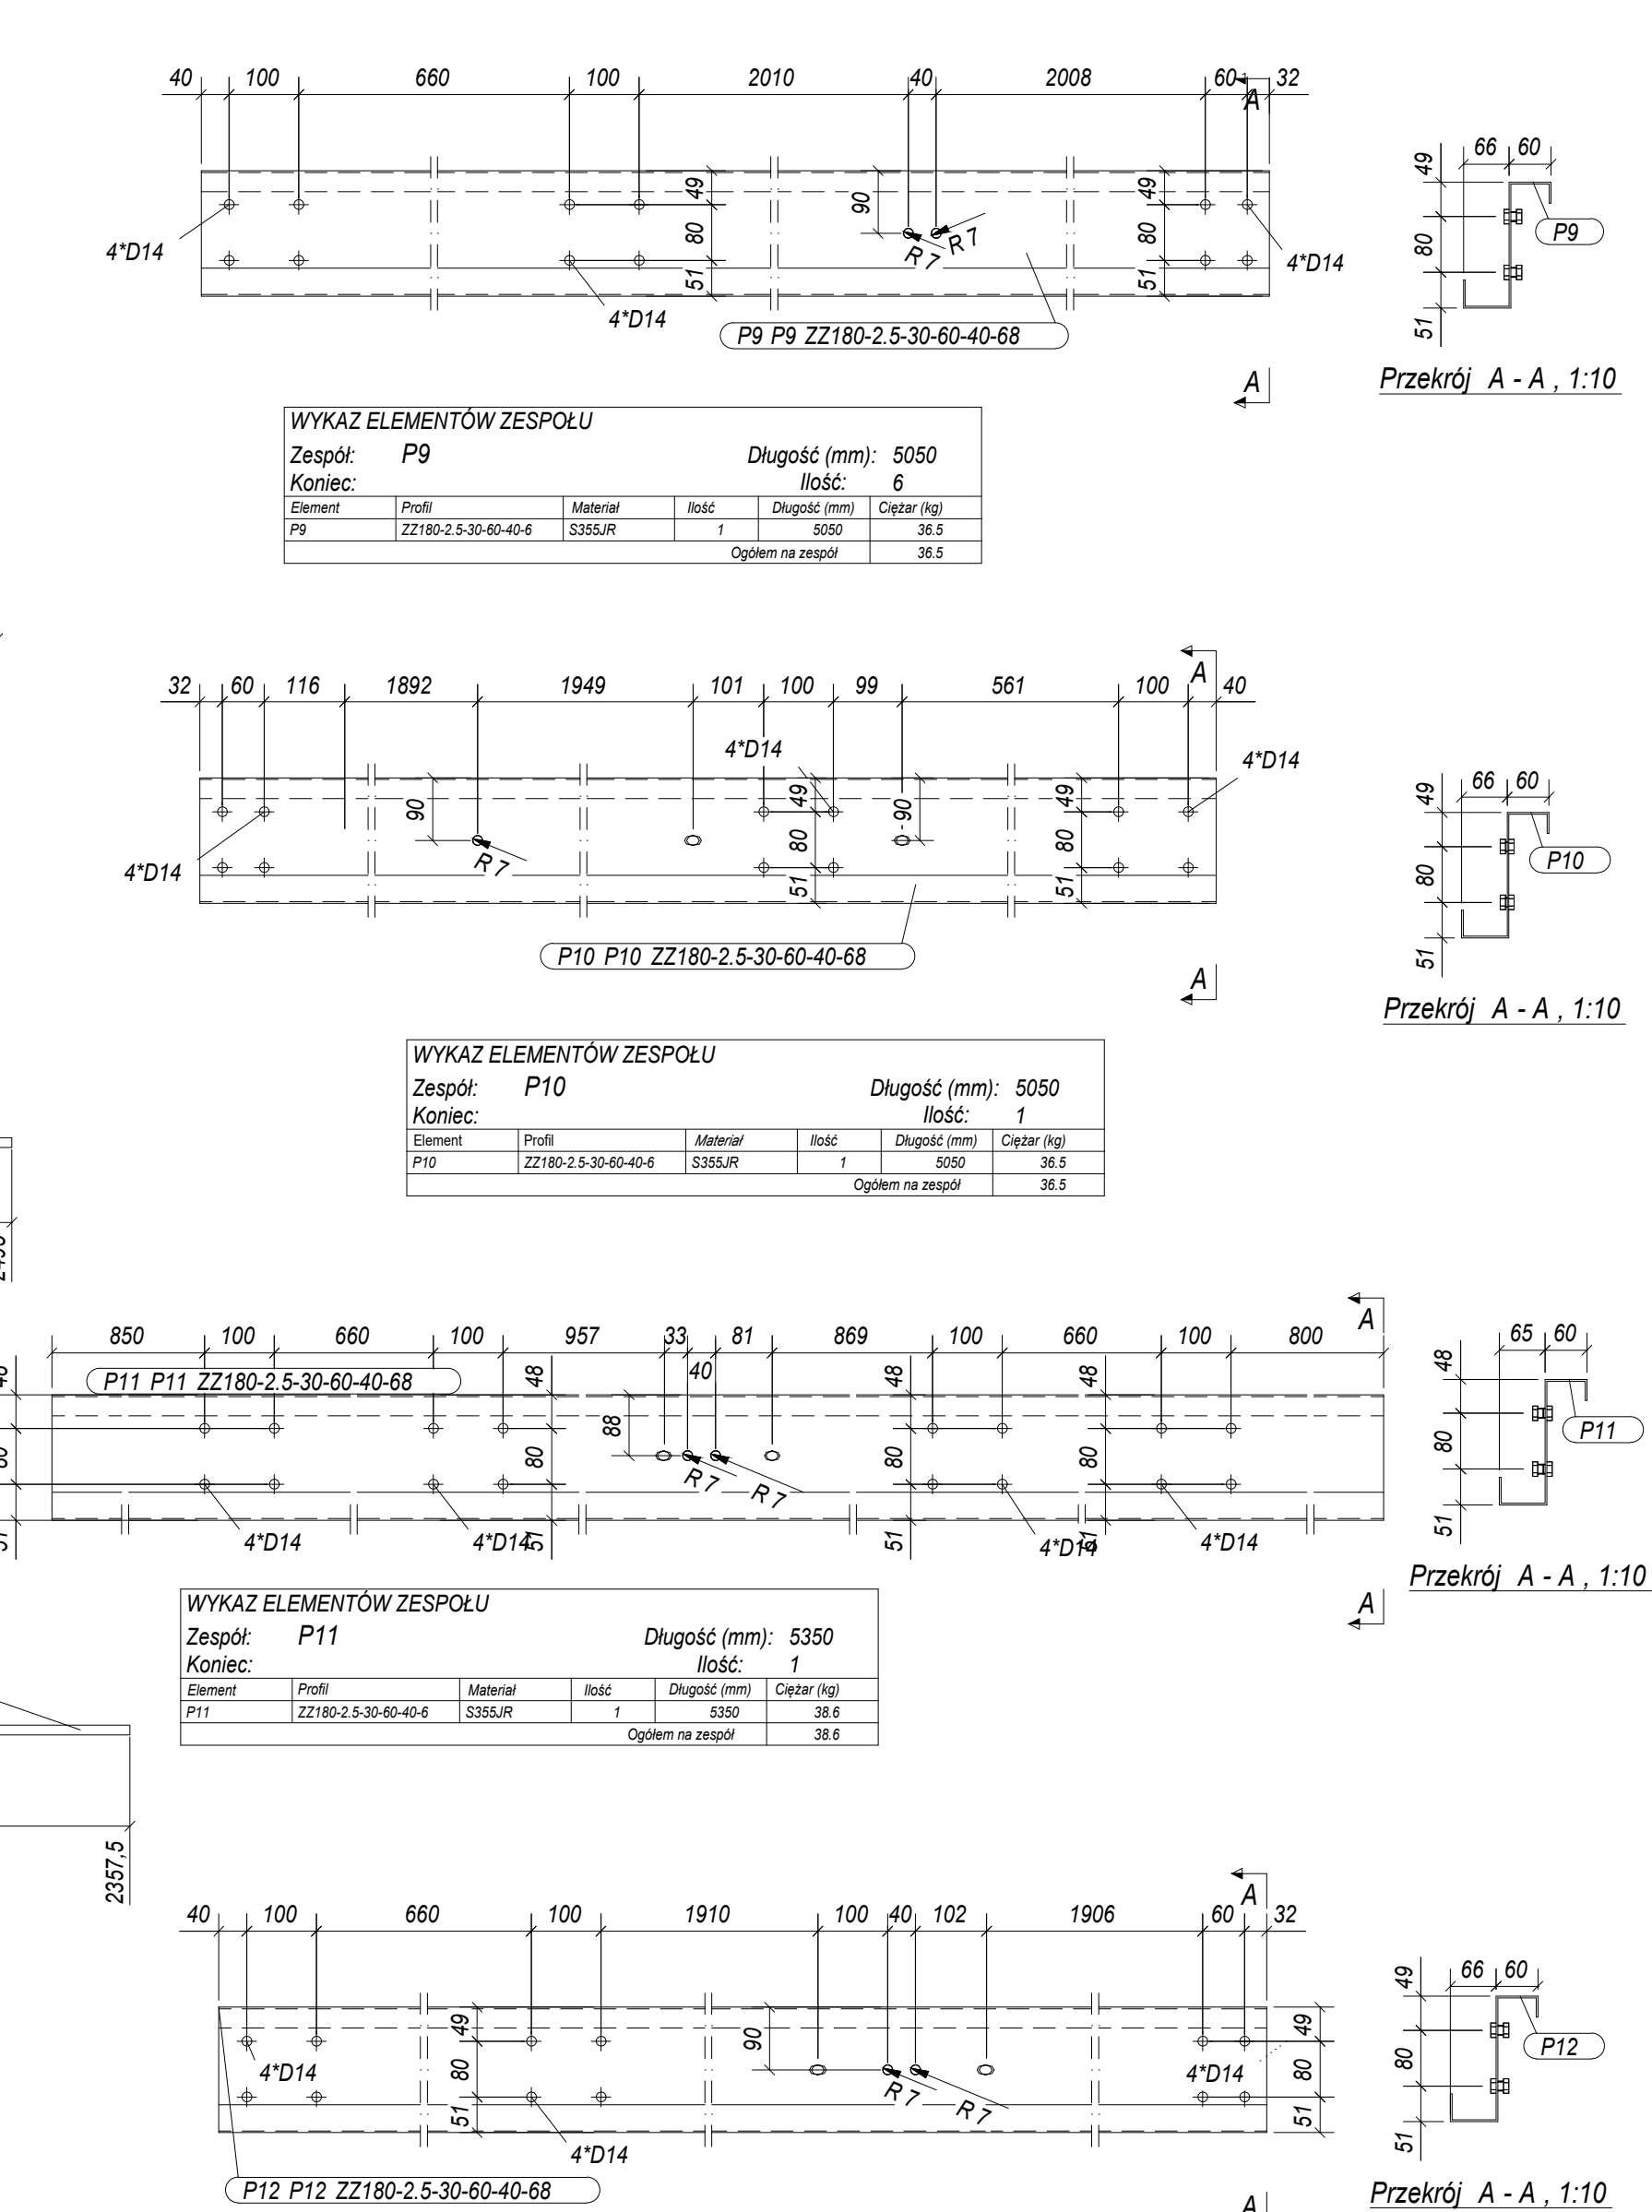 40 100 660 100 2010 40 2008 60 32
A
49 90 49
80 R7 R7 80
51 51
4*D14 4*D14 4*D14
P9 P9 ZZ180-2.5-30-60-40-68
A
66 60
49
80
51
P9
Przekrój A - A , 1:10
WYKAZ ELEMENTÓW ZESPOŁU
Zespół: P9 Długość (mm): 5050
Koniec: Ilość: 6
Element Profil Materiał Ilość Długość (mm) Ciężar (kg)
P9 ZZ180-2.5-30-60-40-6 S355JR 1 5050 36.5
Ogółem na zespół 36.5
32 60 116 1892 1949 101 100 99 561 100 40
A
4*D14 4*D14
90 49 90 49
R7 80 80
4*D14 51 51
P10 P10 ZZ180-2.5-30-60-40-68
A
66 60
49
80
51
P10
Przekrój A - A , 1:10
WYKAZ ELEMENTÓW ZESPOŁU
Zespół: P10 Długość (mm): 5050
Koniec: Ilość: 1
Element Profil Materiał Ilość Długość (mm) Ciężar (kg)
P10 ZZ180-2.5-30-60-40-6 S355JR 1 5050 36.5
Ogółem na zespół 36.5
850 100 660 100 957 33 81 869 100 660 100 800
A
40
P11 P11 ZZ180-2.5-30-60-40-68
48 48 48
88
80 80 80
R7 R7
51 51
4*D14 4*D14 4*D14 4*D14
A
65 60
48
80
51
P11
Przekrój A - A , 1:10
WYKAZ ELEMENTÓW ZESPOŁU
Zespół: P11 Długość (mm): 5350
Koniec: Ilość: 1
Element Profil Materiał Ilość Długość (mm) Ciężar (kg)
P11 ZZ180-2.5-30-60-40-6 S355JR 1 5350 38.6
Ogółem na zespół 38.6
2357,5
40 100 660 100 1910 100 40 102 1906 60 32
A
49 90 49
4*D14 80 4*D14 80
R7 R7
51 51
4*D14
P12 P12 ZZ180-2.5-30-60-40-68
A
66 60
49
80
51
P12
Przekrój A - A , 1:10